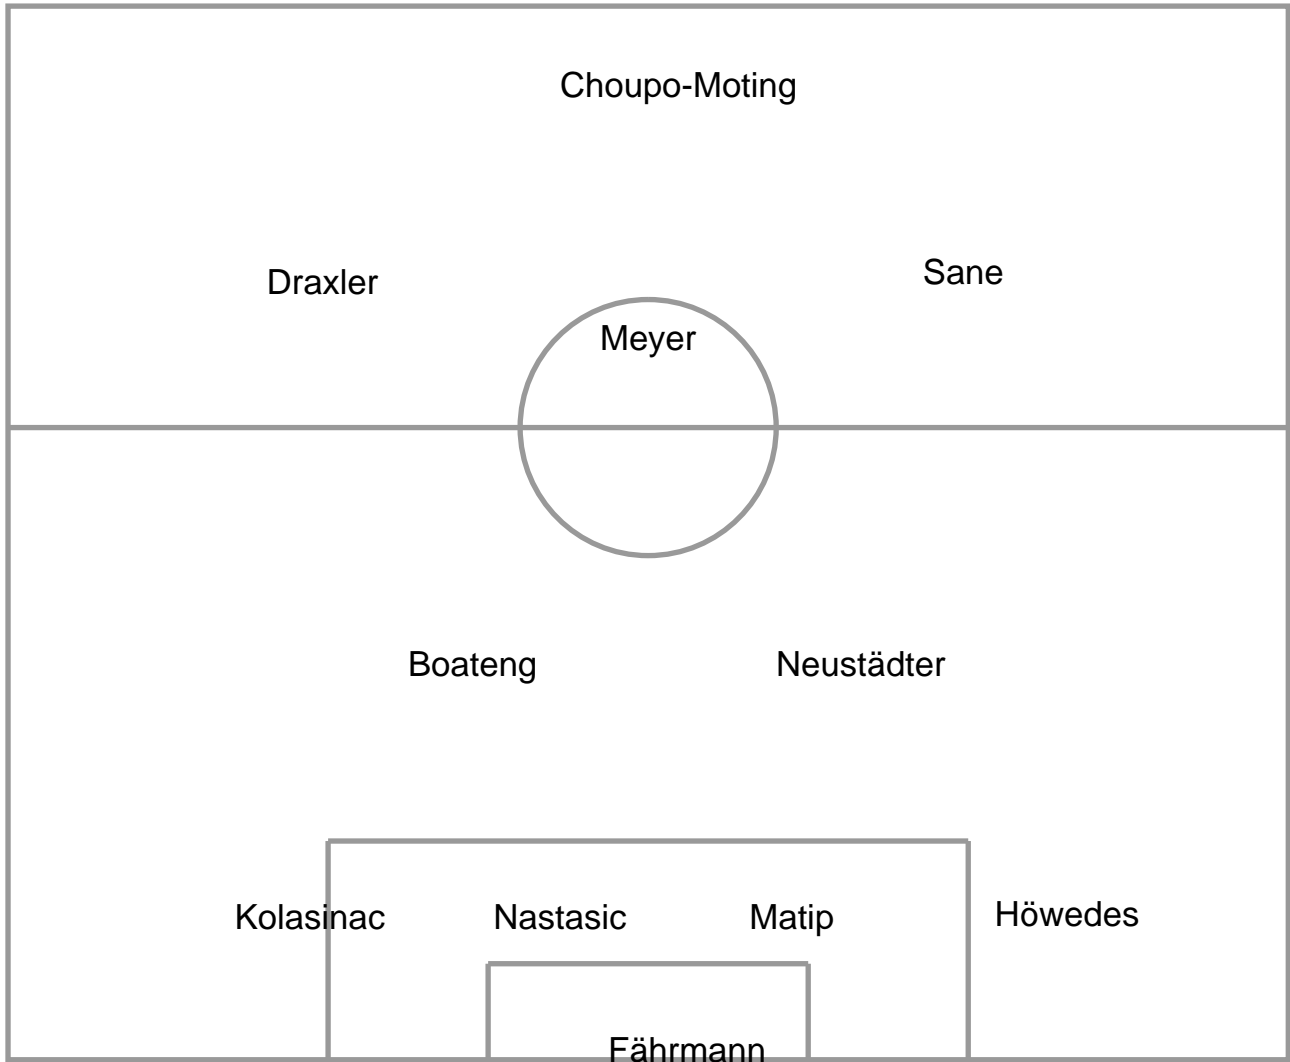 Choupo-Moting
Draxler
Sane
Meyer
Boateng
Neustädter
Kolasinac
Nastasic
Matip
Höwedes
Fährmann